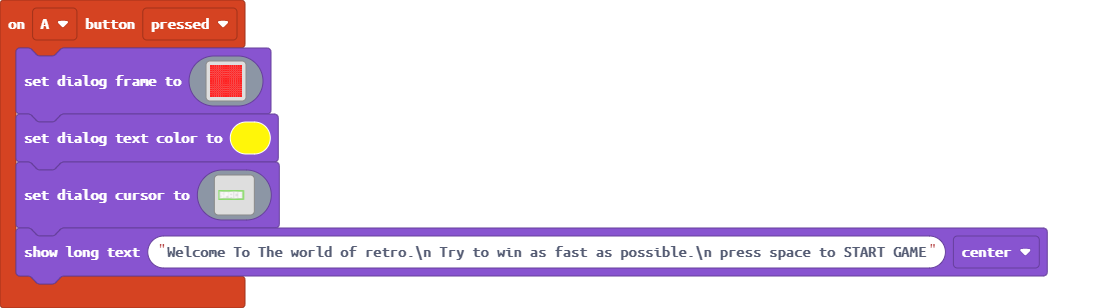 on A button pressed
set dialog frame to
set dialog text color to
set dialog cursor to
show long text "Welcome To The world of retro.\n Try to win as fast as possible.\n press space to START GAME" center